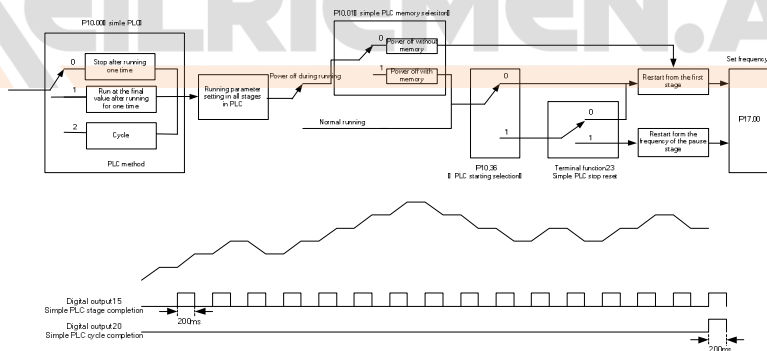 EILRICMEN.A
P10.00 simle PLC
0
Stop after running
one time
1
Run at the final
value after running
for one time
2
Cycle
PLC method
Running parameter
setting in all stages
in PLC
Power off during running
Normal running
P10.01 simple PLC memory selection
0
Power off without
memory
1
Power off with
memory
0
1
P10.36
PLC starting selection
0
1
Terminal function23
Simple PLC stop reset
Restart from the first
stage
Restart form the
frequency of the pause
stage
Set frequency
P17.00
Digital output15
Simple PLC stage completion
200ms
Digital output20
Simple PLC cycle completion
200ms